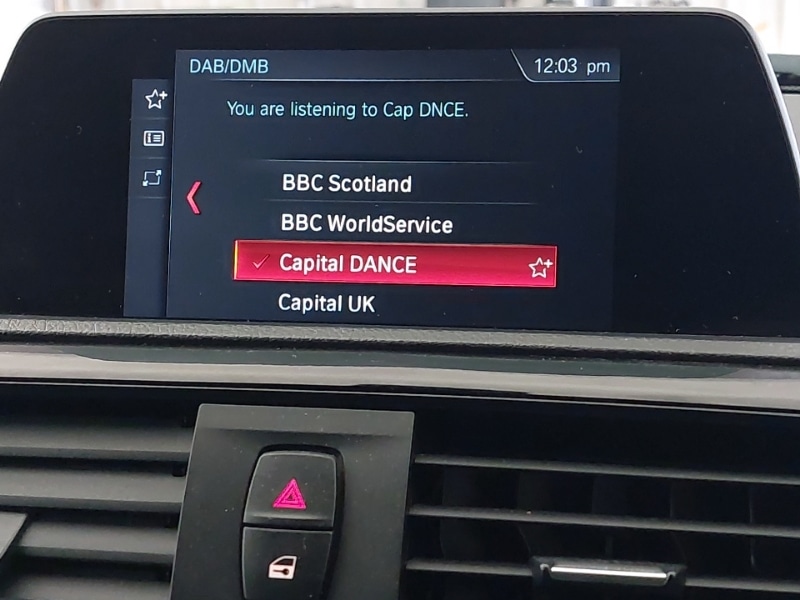 DAB/DMB
12:03 pm
You are listening to Cap DNCE.
BBC Scotland
BBC WorldService
Capital DANCE
Capital UK